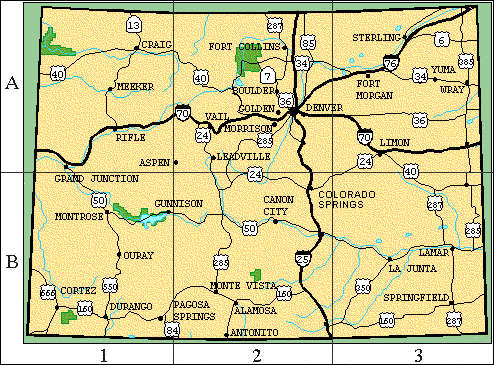 13
287
STERLING
CRAIG
FORT COLLINS
85
6
385
A
40
40
7
34
76
34
YUMA
MEEKER
BOULDER
FORT
MORGAN
WRAY
36
GOLDEN
DENVER
70
VAIL
24
MORRISON
36
RIFLE
285
70
LIMON
ASPEN
LEADVILLE
24
GRAND JUNCTION
24
40
50
GUNNISON
CANON
CITY
COLORADO
SPRINGS
287
385
MONTROSE
50
50
B
OURAY
285
25
LAMAR
LA JUNTA
666
CORTEZ
550
MONTE VISTA
160
350
SPRINGFIELD
160
DURANGO
PAGOSA
SPRINGS
ALAMOSA
84
ANTONITO
160
287
1
2
3